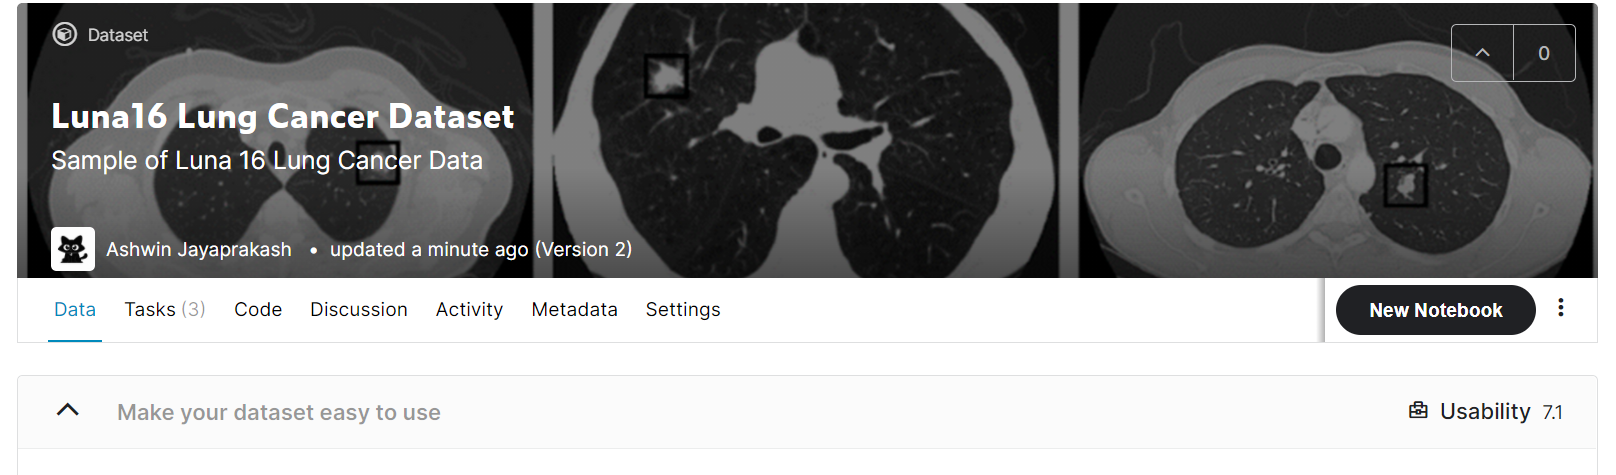 Dataset
0
Luna16 Lung Cancer Dataset
Sample of Luna 16 Lung Cancer Data
Ashwin Jayaprakash • updated a minute ago (Version 2)
Data Tasks (3) Code Discussion Activity Metadata Settings
New Notebook
Make your dataset easy to use
Usability 7.1